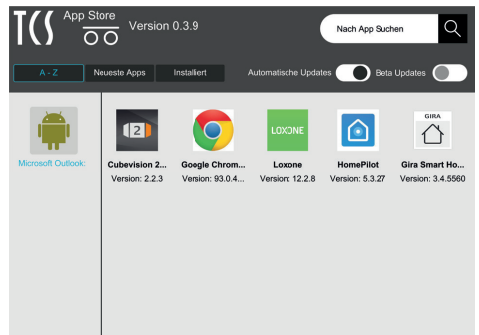 TCS App Store Version 0.3.9
Nach App Suchen
A - Z Neueste Apps Installiert Automatische Updates Beta Updates
Microsoft Outlook:
2 LOXONE GIRA
Cubevision 2... Google Chrom... Loxone HomePilot Gira Smart Ho...
Version: 2.2.3 Version: 93.0.4... Version: 12.2.8 Version: 5.3.27 Version: 3.4.5560